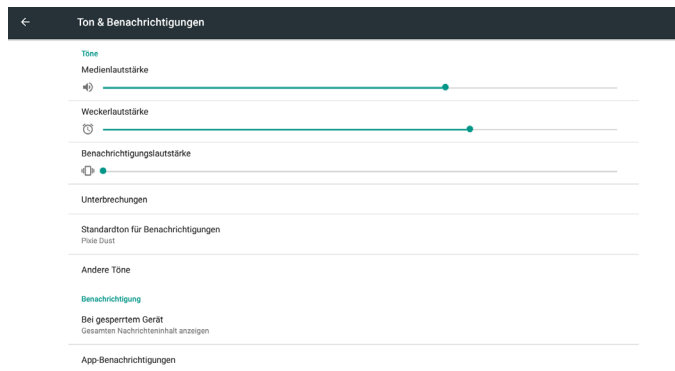 Ton & Benachrichtigungen
Töne
Medienlautstärke
Weckerlautstärke
Benachrichtigungslautstärke
Unterbrechungen
Standardton für Benachrichtigungen
Pixie Dust
Andere Töne
Benachrichtigung
Bei gesperrtem Gerät
Gesamten Nachrichteninhalt anzeigen
App-Benachrichtigungen